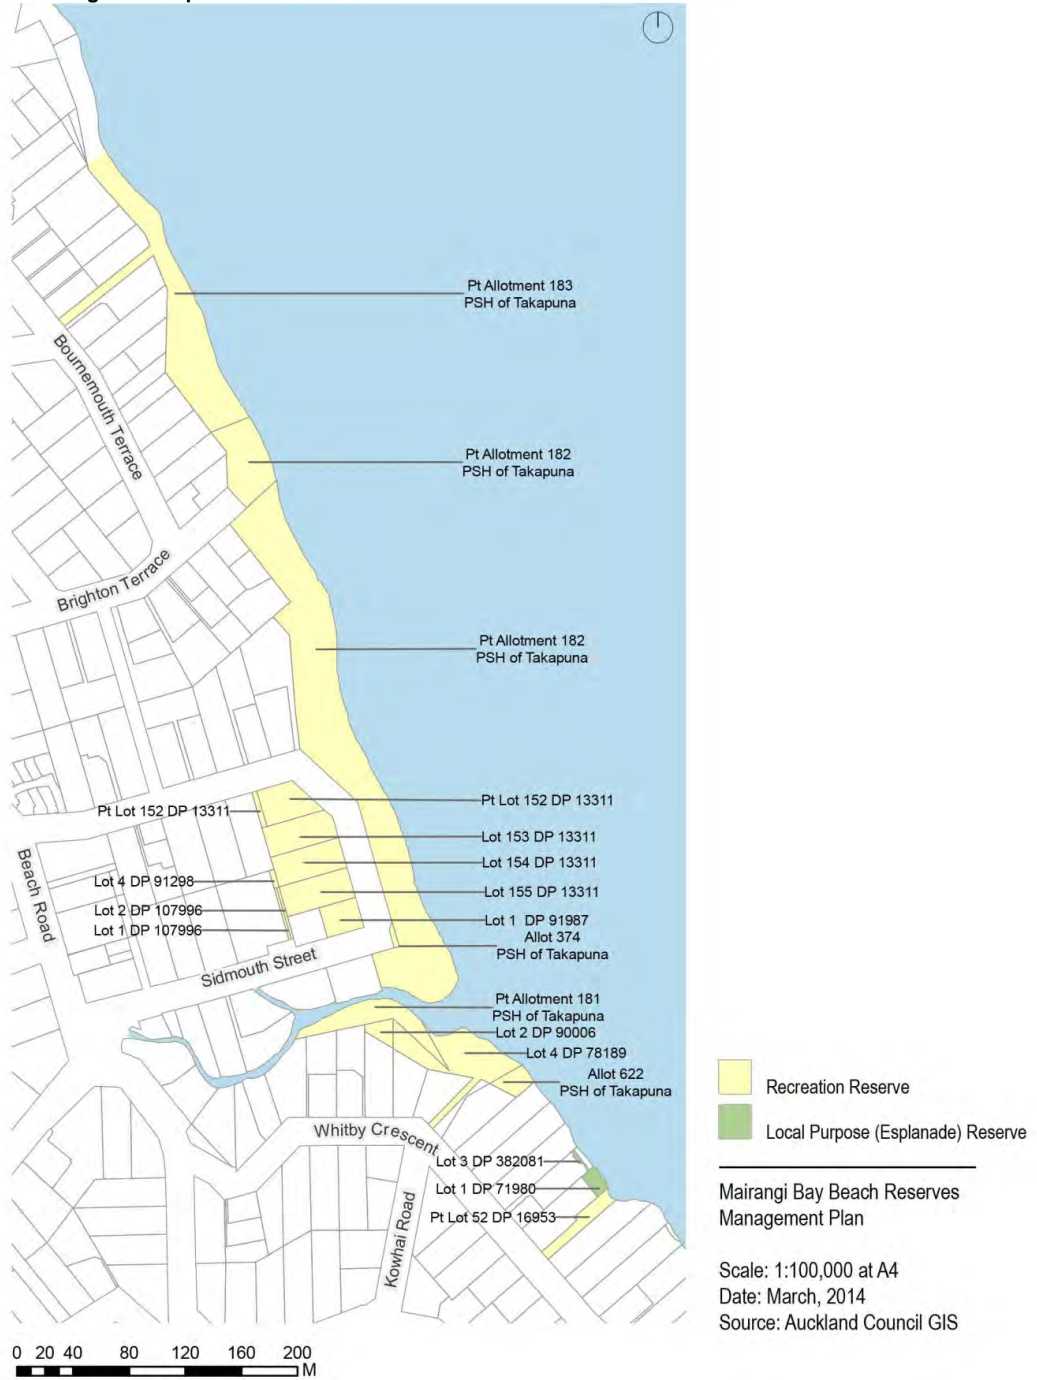 Pt Allotment 183
PSH of Takapuna
Bournemouth Terrace
Pt Allotment 182
PSH of Takapuna
Brighton Terrace
Pt Allotment 182
PSH of Takapuna
Pt Lot 152 DP 13311
Pt Lot 152 DP 13311
Lot 153 DP 13311
Beach Road
Lot 154 DP 13311
Lot 4 DP 91298
Lot 155 DP 13311
Lot 2 DP 107996
Lot 1 DP 91987
Lot 1 DP 107996
Allot 374
PSH of Takapuna
Sidmouth Street
Pt Allotment 181
PSH of Takapuna
Lot 2 DP 90006
Lot 4 DP 78189
Allot 622
PSH of Takapuna
Whitby Crescent
Lot 3 DP 382081
Lot 1 DP 71980
Pt Lot 52 DP 16953
Kowhai Road
Recreation Reserve
Local Purpose (Esplanade) Reserve
Mairangi Bay Beach Reserves
Management Plan
Scale: 1:100,000 at A4
Date: March, 2014
Source: Auckland Council GIS
0 20 40 80 120 160 200
M